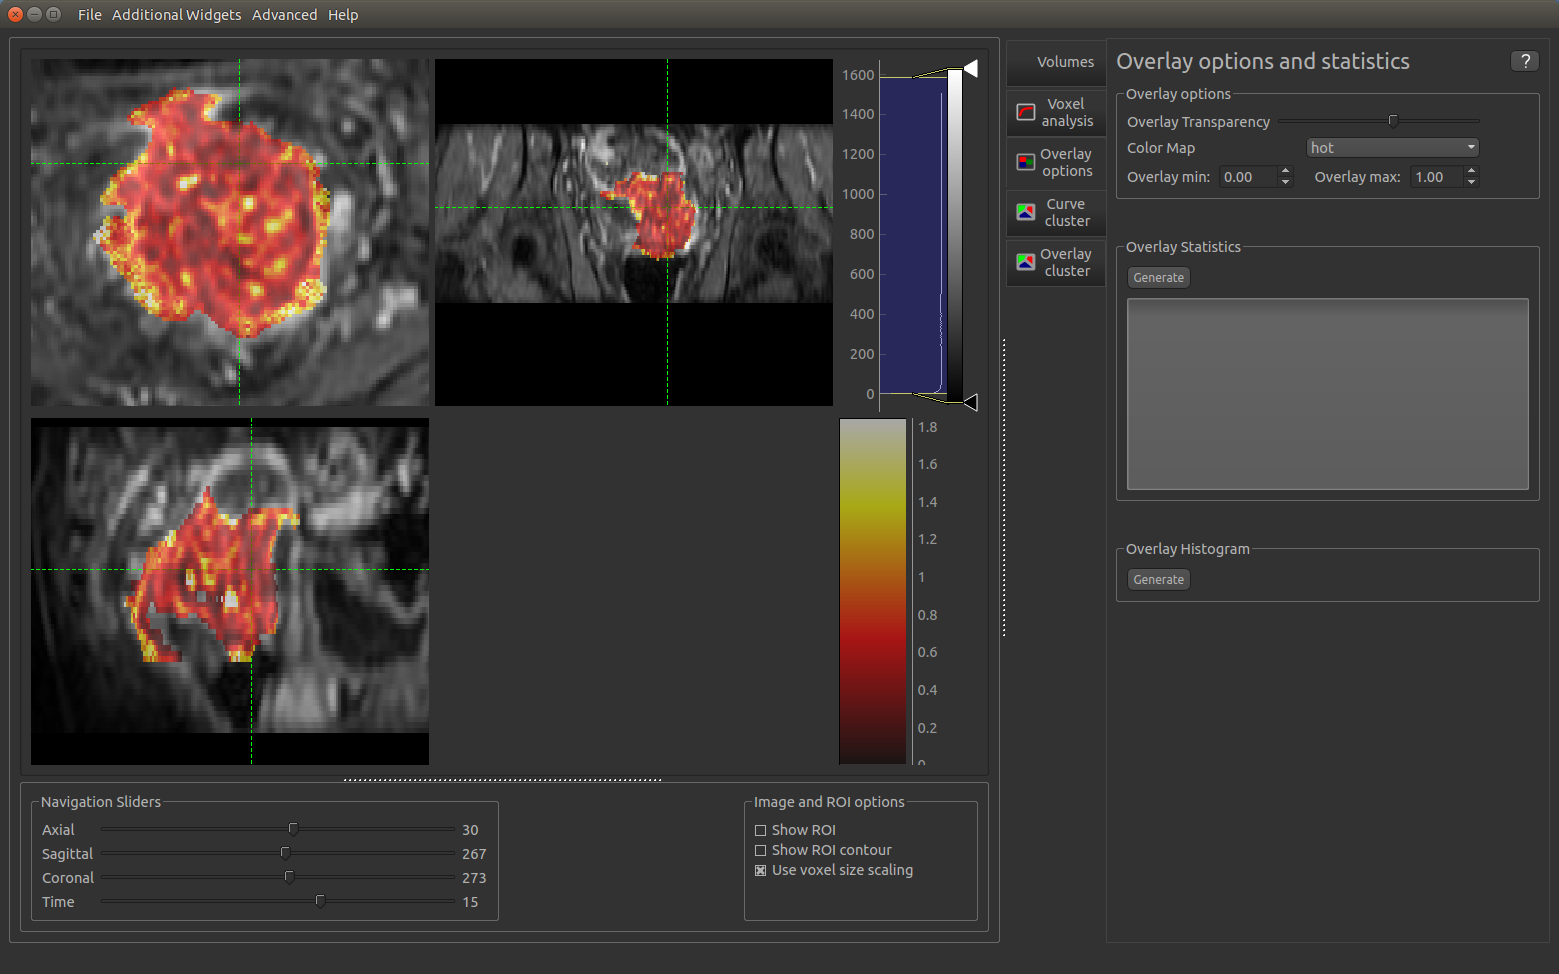 File Additional Widgets Advanced Help
1600
1400
1200
1000
800
600
400
200
0
1.8
1.6
1.4
1.2
1
0.8
0.6
0.4
0.2
0
Navigation Sliders
Axial 30
Sagittal 267
Coronal 273
Time 15
Image and ROI options
Show ROI
Show ROI contour
Use voxel size scaling
Volumes
Voxel
analysis
Overlay
options
Curve
cluster
Overlay
cluster
Overlay options and statistics ?
Overlay options
Overlay Transparency
Color Map hot
Overlay min: 0.00 Overlay max: 1.00
Overlay Statistics
Generate
Overlay Histogram
Generate